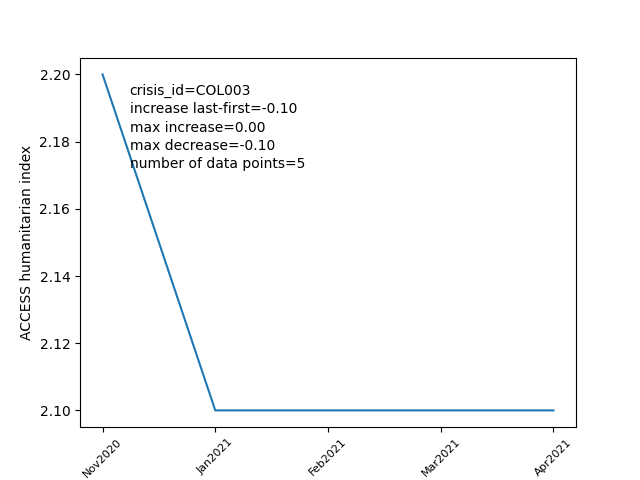 crisis_id=COL003
increase last-first=-0.10
max increase=0.00
max decrease=-0.10
number of data points=5
ACCESS humanitarian index
2.20
2.18
2.16
2.14
2.12
2.10
Nov2020
Jan2021
Feb2021
Mar2021
Apr2021